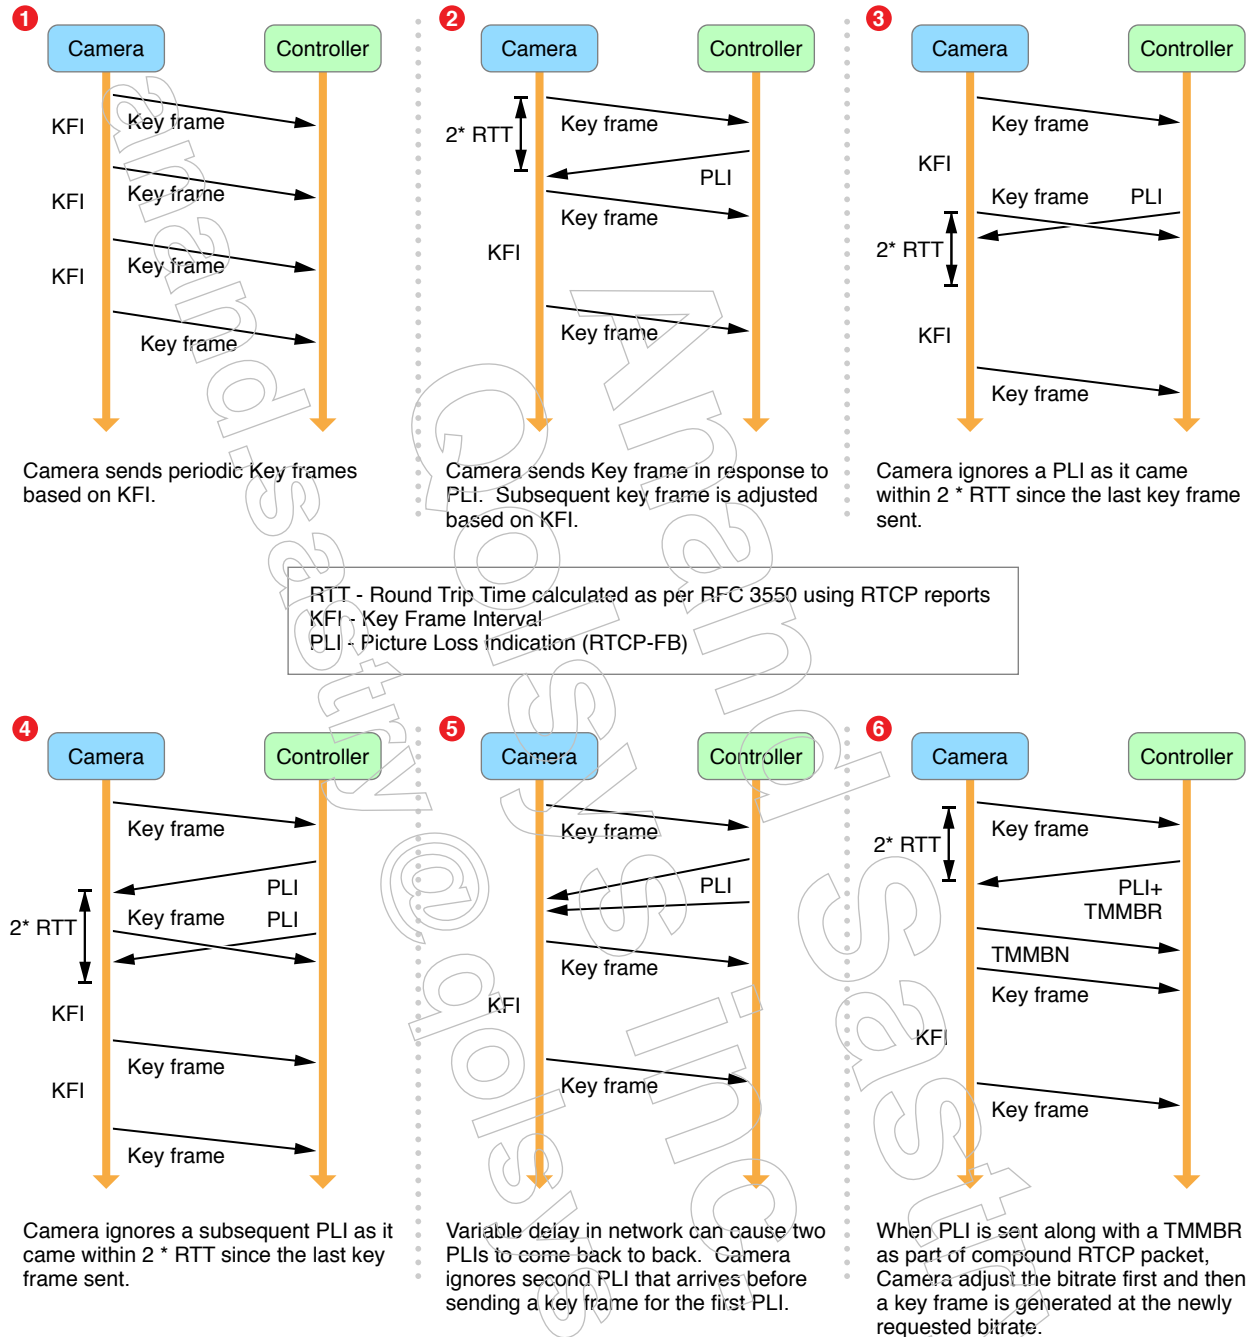 1
Camera
Controller
KFI
Key frame
KFI
Key frame
KFI
Key frame
Key frame
Camera sends periodic Key frames
based on KFI.
2
Camera
Controller
2* RTT
Key frame
PLI
Key frame
KFI
Key frame
Camera sends Key frame in response to
PLI.  Subsequent key frame is adjusted
based on KFI.
3
Camera
Controller
Key frame
KFI
Key frame
PLI
2* RTT
KFI
Key frame
Camera ignores a PLI as it came
within 2 * RTT since the last key frame
sent.
RTT - Round Trip Time calculated as per RFC 3550 using RTCP reports
KFI - Key Frame Interval
PLI - Picture Loss Indication (RTCP-FB)
4
Camera
Controller
Key frame
PLI
Key frame
PLI
2* RTT
KFI
Key frame
KFI
Key frame
Camera ignores a subsequent PLI as it
came within 2 * RTT since the last key
frame sent.
5
Camera
Controller
Key frame
PLI
Key frame
KFI
Key frame
Variable delay in network can cause two
PLIs to come back to back.  Camera
ignores second PLI that arrives before
sending a key frame for the first PLI.
6
Camera
Controller
Key frame
2* RTT
PLI+
TMMBR
TMMBN
Key frame
KFI
Key frame
When PLI is sent along with a TMMBR
as part of compound RTCP packet,
Camera adjust the bitrate first and then
a key frame is generated at the newly
requested bitrate.
Anand Sastry
Qolsys inc.
anand.sastry@qolsys